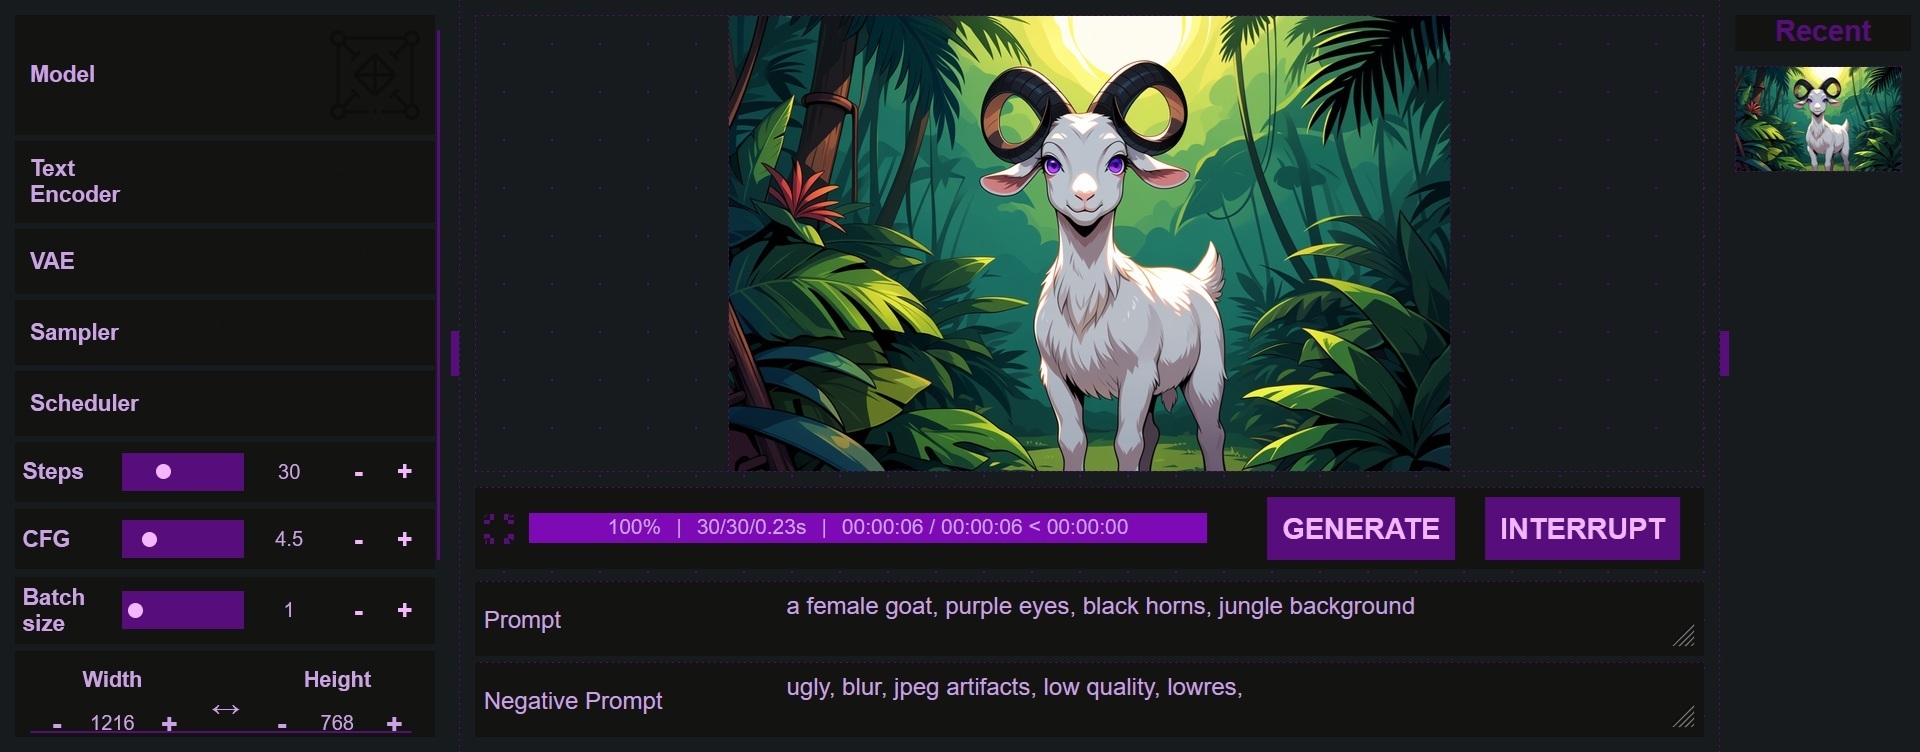 Model
Text
Encoder
VAE
Sampler
Scheduler
Steps 30 - +
CFG 4.5 - +
Batch
size 1 - +
Width Height
- 1216 + ↔ - 768 +
100% | 30/30/0.23s | 00:00:06 / 00:00:06 < 00:00:00
GENERATE INTERRUPT
Prompt a female goat, purple eyes, black horns, jungle background
Negative Prompt ugly, blur, jpeg artifacts, low quality, lowres,
Recent